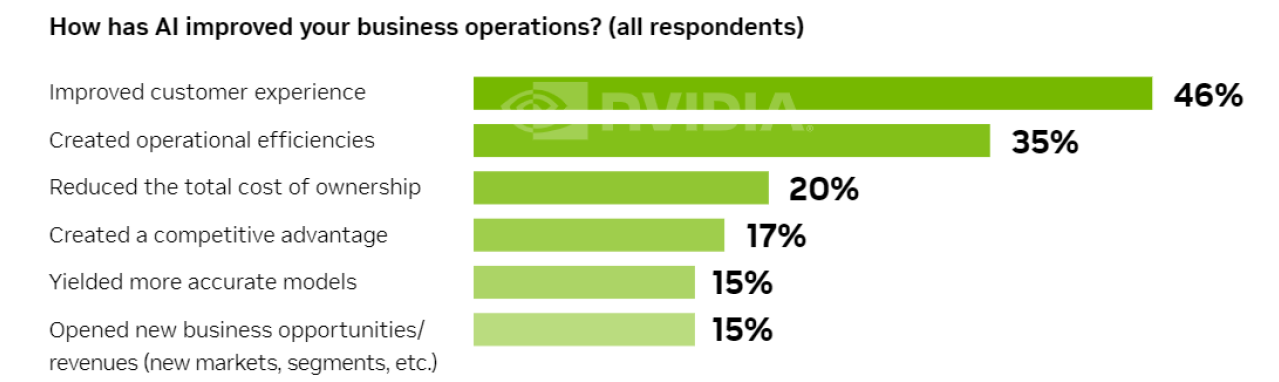 How has AI improved your business operations? (all respondents)
Improved customer experience 46%
NVIDIA.
Created operational efficiencies 35%
Reduced the total cost of ownership 20%
Created a competitive advantage 17%
Yielded more accurate models 15%
Opened new business opportunities/ 15%
revenues (new markets, segments, etc.)